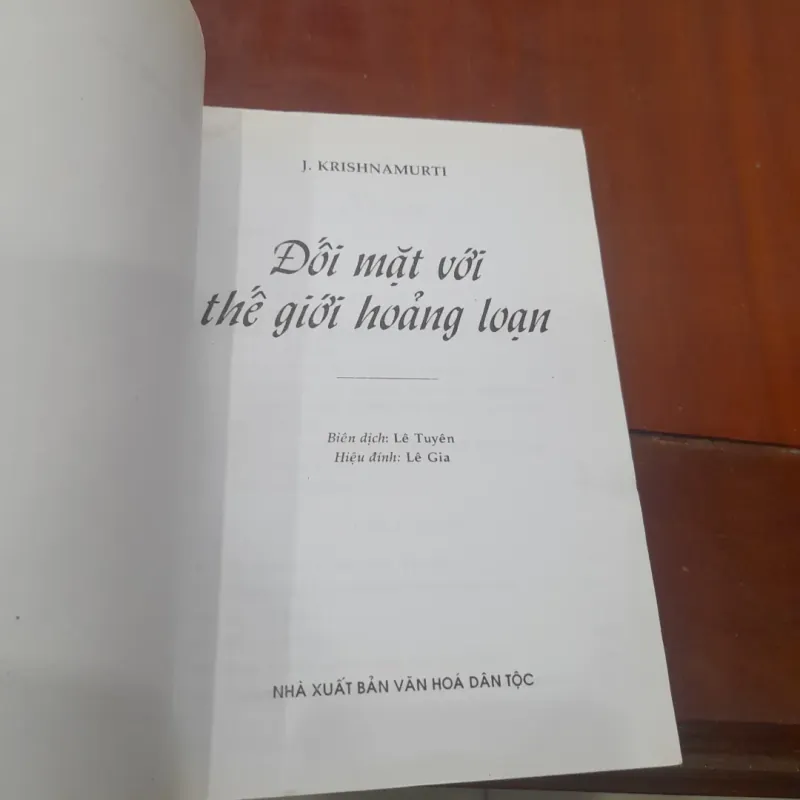 J. KRISHNAMURTI
Đối mặt với
thế giới hoảng loạn
Biên dịch: Lê Tuyên
Hiệu đính: Lê Gia
NHÀ XUẤT BẢN VĂN HOÁ DÂN TỘC